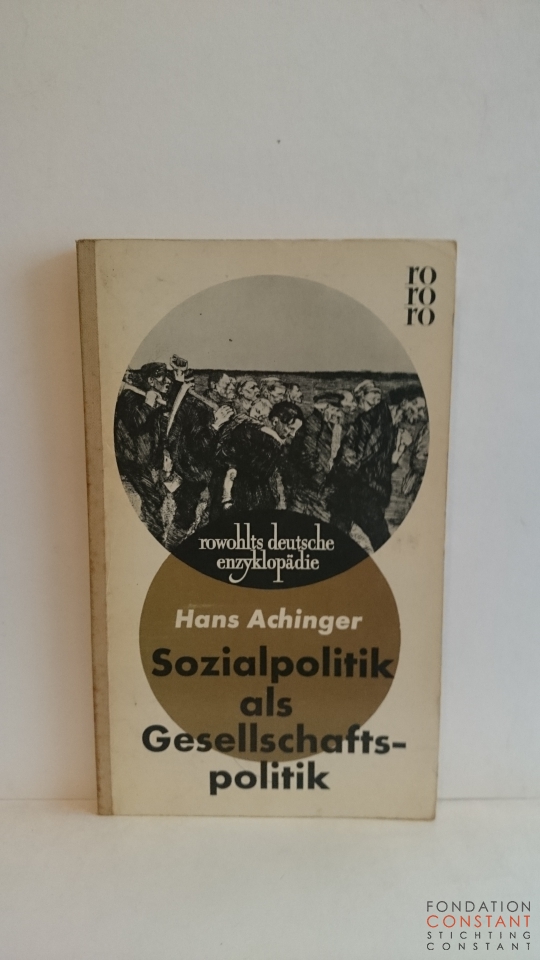 ro
ro
ro
rowohlts deutsche
enzyklopädie
Hans Achinger
Sozialpolitik
als
Gesellschafts-
politik
FONDATION
CONSTANT
STICHTING
CONSTANT